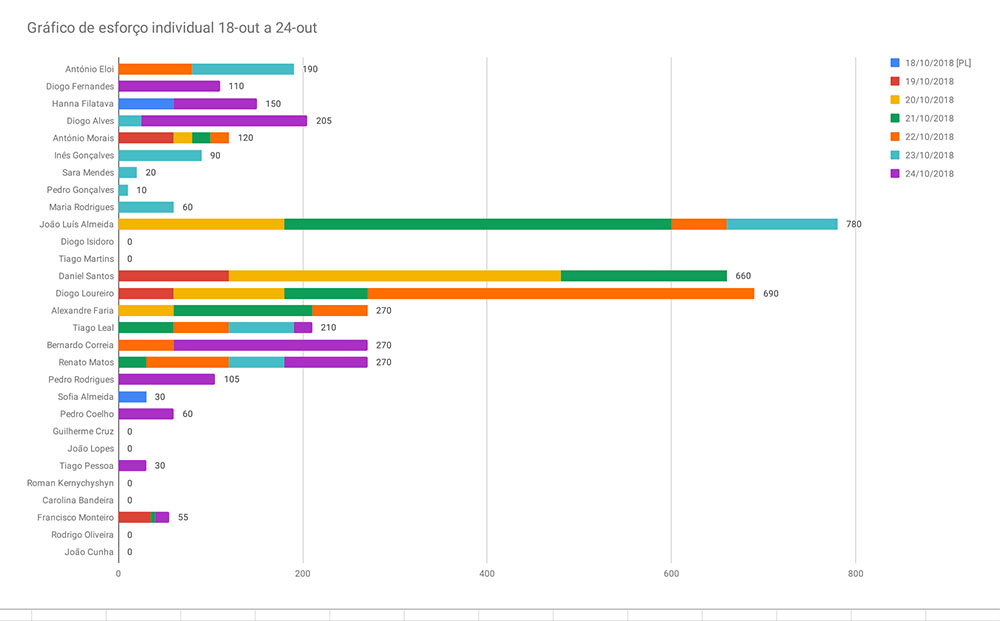 Gráfico de esforço individual 18-out a 24-out
António Eloi 190
Diogo Fernandes 110
Hanna Filatava 150
Diogo Alves 205
António Morais 120
Inés Gonçalves 90
Sara Mendes 20
Pedro Gonçalves 10
Maria Rodrigues 60
João Luís Almeida 780
Diogo Isidoro 0
Tiago Martins 0
Daniel Santos 660
Diogo Loureiro 690
Alexandre Faria 270
Tiago Leal 210
Bernardo Correia 270
Renato Matos 270
Pedro Rodrigues 105
Sofia Almeida 30
Pedro Coelho 60
Guilherme Cruz 0
João Lopes 0
Tiago Pessoa 30
Roman Kernychyshyn 0
Carolina Bandeira 0
Francisco Monteiro 55
Rodrigo Oliveira 0
João Cunha 0
0 200 400 600 800
18/10/2018 [PL]
19/10/2018
20/10/2018
21/10/2018
22/10/2018
23/10/2018
24/10/2018